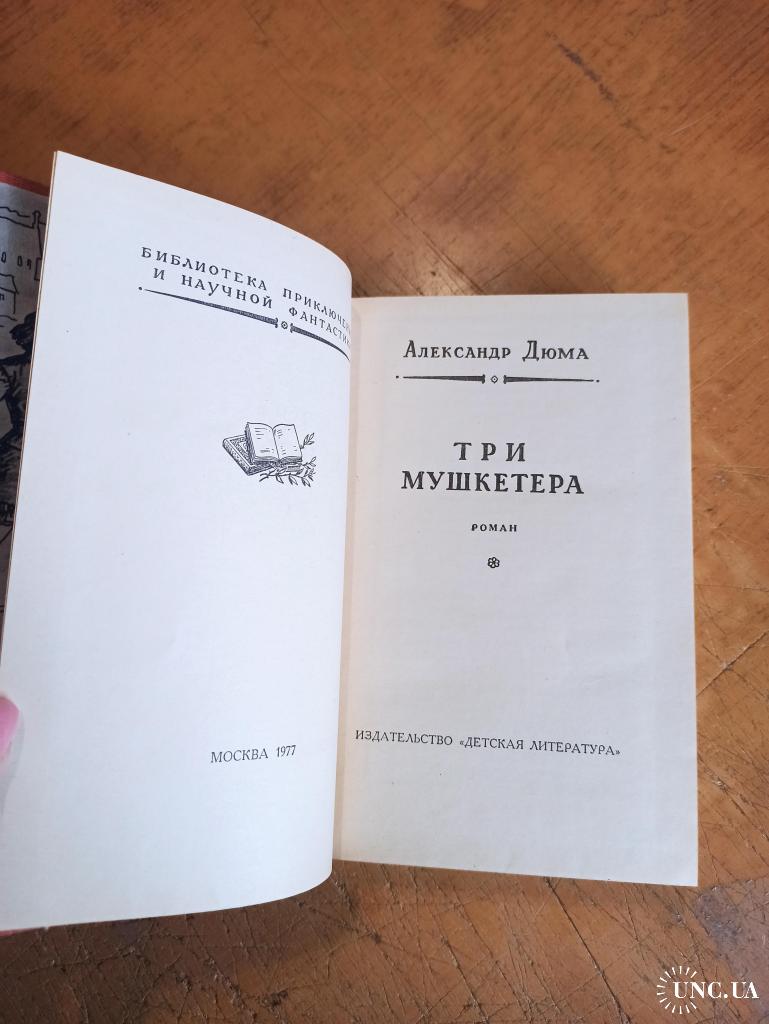 БИБЛИОТЕКА
И НАУЧНОЙ
МОСКВА 1977
АЛЕКСАНДР ДЮМА
ТРИ
МУШКЕТЕРА
РОМАН
ИЗДАТЕЛЬСТВО «ДЕТСКАЯ ЛИТЕРАТУРА»
UNC.UA